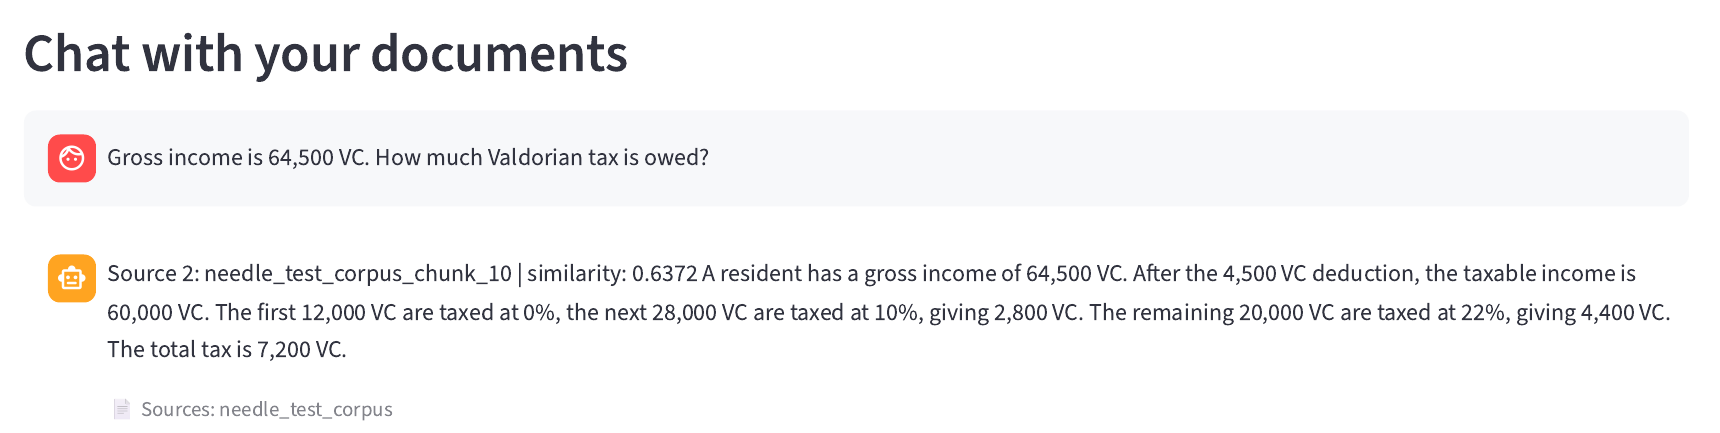 Chat with your documents
Gross income is 64,500 VC. How much Valdorian tax is owed?
Source 2: needle_test_corpus_chunk_10 | similarity: 0.6372 A resident has a gross income of 64,500 VC. After the 4,500 VC deduction, the taxable income is
60,000 VC. The first 12,000 VC are taxed at 0%, the next 28,000 VC are taxed at 10%, giving 2,800 VC. The remaining 20,000 VC are taxed at 22%, giving 4,400 VC.
The total tax is 7,200 VC.
Sources: needle_test_corpus